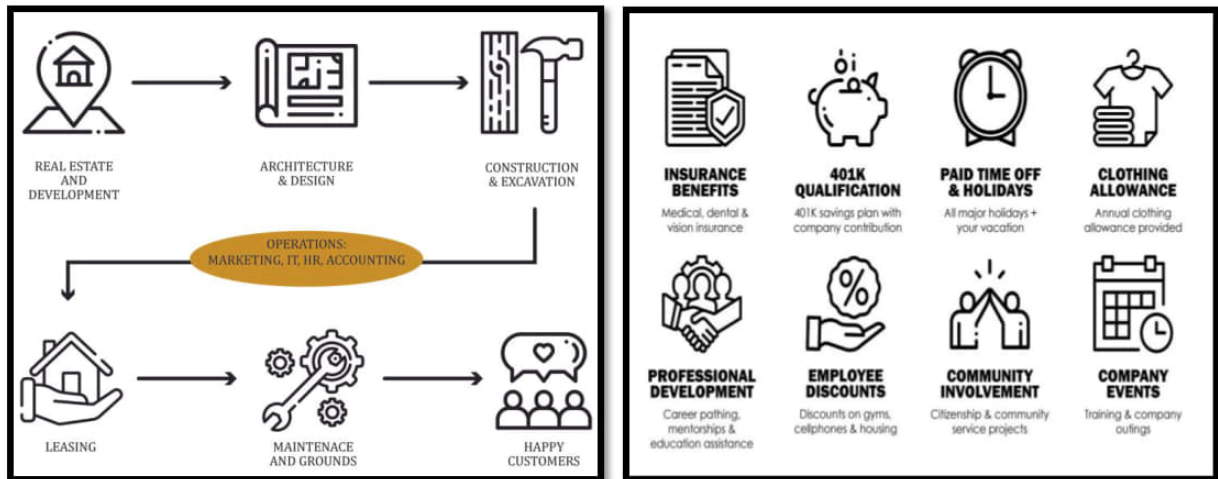 REAL ESTATE
AND
DEVELOPMENT
ARCHITECTURE
& DESIGN
CONSTRUCTION
& EXCAVATION
OPERATIONS:
MARKETING, IT, HR, ACCOUNTING
LEASING
MAINTENACE
AND GROUNDS
HAPPY
CUSTOMERS
INSURANCE
BENEFITS
Medical, dental &
vision insurance
401K
QUALIFICATION
401K savings plan with
company contribution
PAID TIME OFF
& HOLIDAYS
All major holidays +
your vacation
CLOTHING
ALLOWANCE
Annual clothing
allowance provided
%
PROFESSIONAL
DEVELOPMENT
Career pathing,
mentorships &
education assistance
EMPLOYEE
DISCOUNTS
Discounts on gyms,
cellphones & housing
COMMUNITY
INVOLVEMENT
Citizenship & community
service projects
COMPANY
EVENTS
Training & company
outings